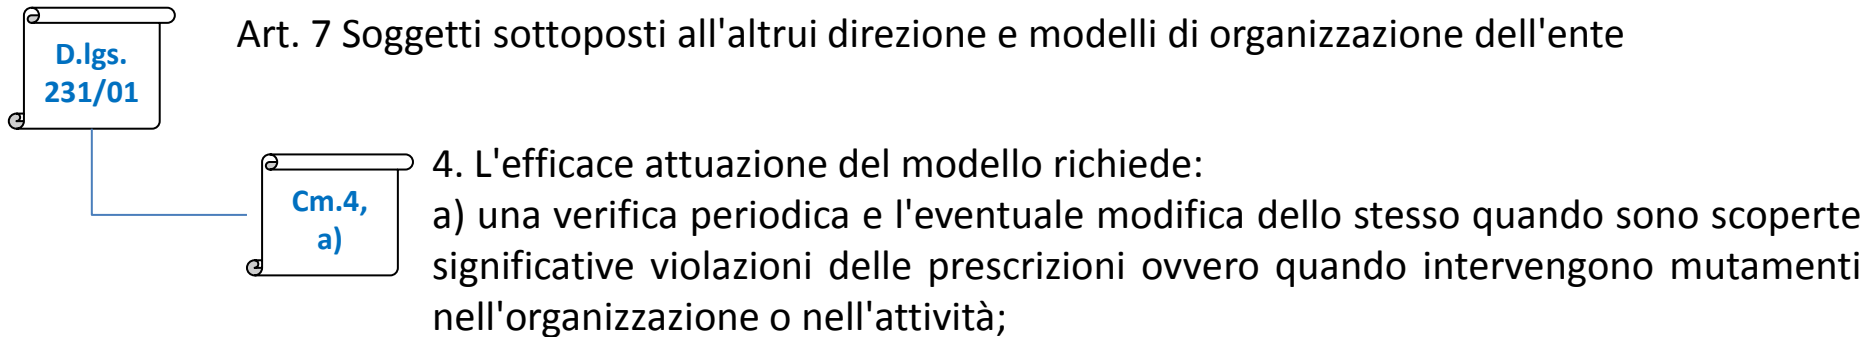 D.lgs.
231/01
Art. 7 Soggetti sottoposti all'altrui direzione e modelli di organizzazione dell'ente
Cm.4,
a)
4. L'efficace attuazione del modello richiede:
a) una verifica periodica e l'eventuale modifica dello stesso quando sono scoperte
significative violazioni delle prescrizioni ovvero quando intervengono mutamenti
nell'organizzazione o nell'attività;